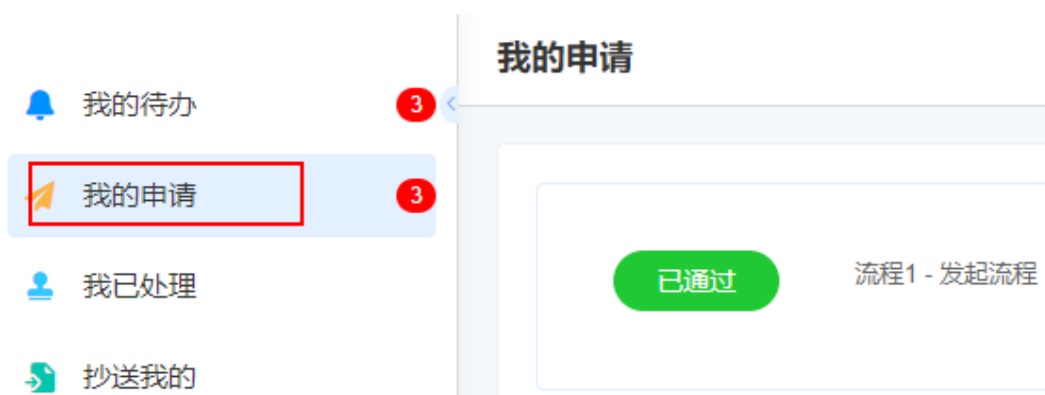 我的待办 3
我的申请 3
我已处理
抄送我的
我的申请
已通过 流程1 - 发起流程